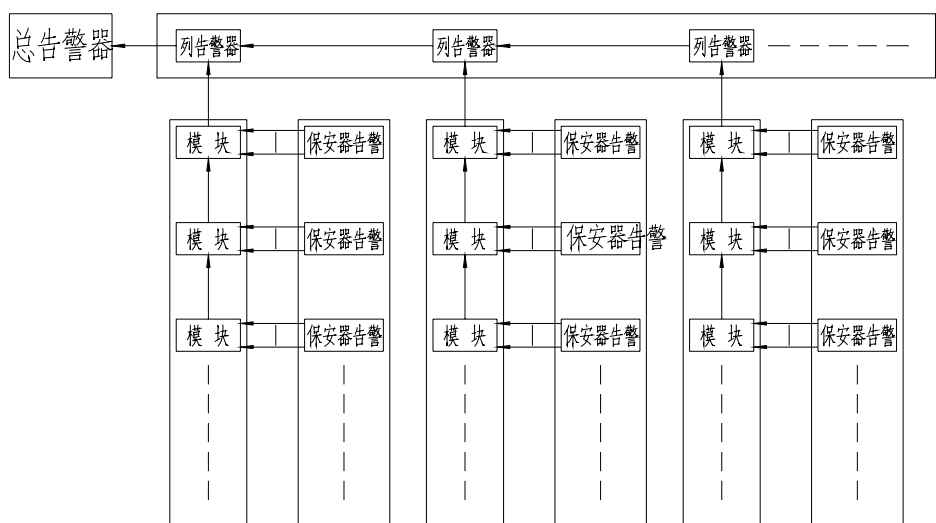 总告警器
列告警器
列告警器
列告警器
模 块
保安器告警
模 块
保安器告警
模 块
保安器告警
模 块
保安器告警
模 块
保安器告警
模 块
保安器告警
模 块
保安器告警
模 块
保安器告警
模 块
保安器告警